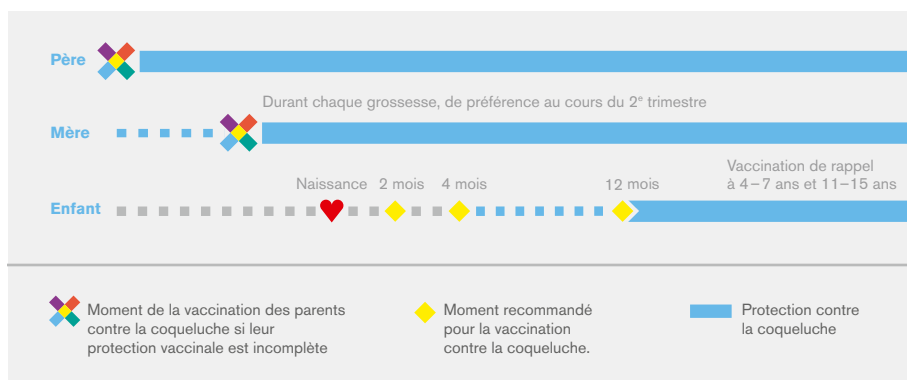 Père
Durant chaque grossesse, de préférence au cours du 2e trimestre
Mère
Vaccination de rappel
à 4–7 ans et 11–15 ans
Naissance 2 mois 4 mois 12 mois
Enfant
Moment de la vaccination des parents
contre la coqueluche si leur
protection vaccinale est incomplète
Moment recommandé
pour la vaccination
contre la coqueluche.
Protection contre
la coqueluche